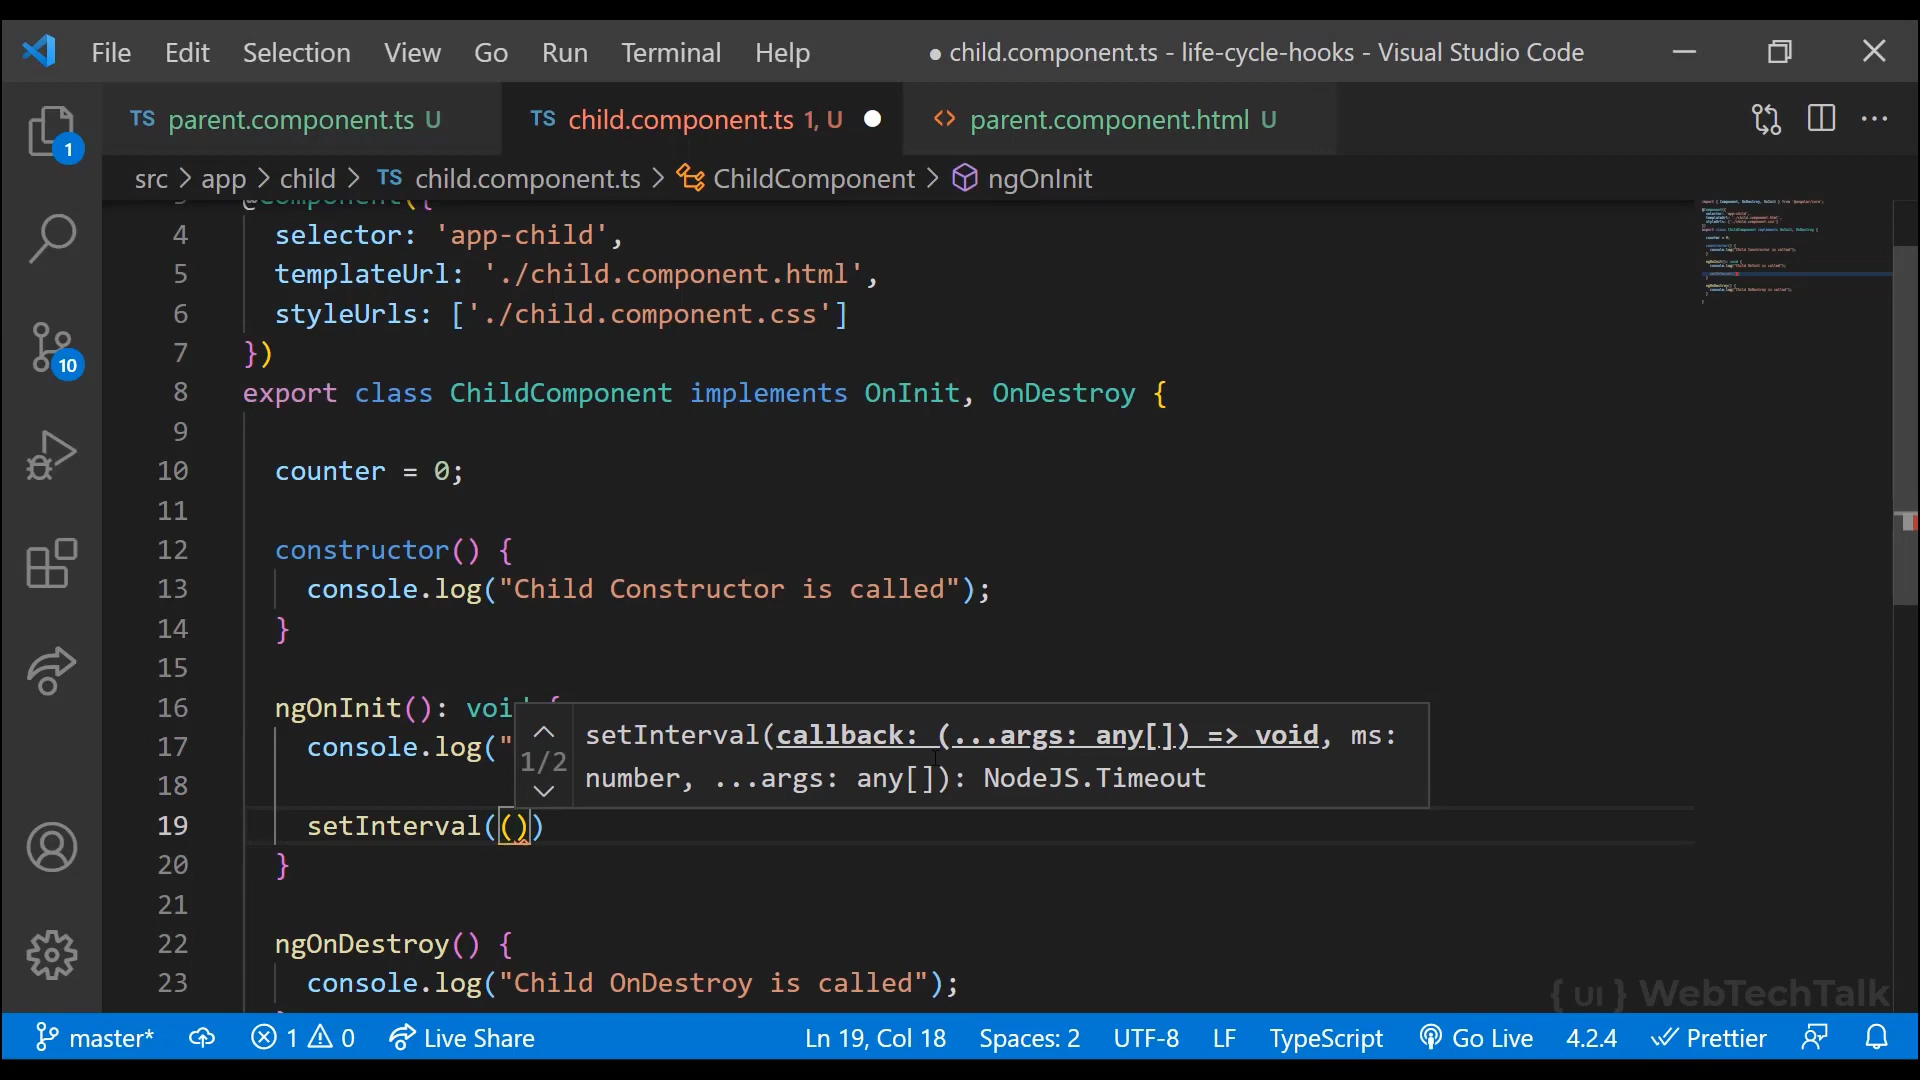 File Edit Selection View Go Run Terminal Help ● child.component.ts - life-cycle-hooks - Visual Studio Code
TS parent.component.ts U TS child.component.ts 1, U ● <> parent.component.html U ...
1
src > app > child > TS child.component.ts > ChildComponent > ngOnInit
4 selector: 'app-child',
5 templateUrl: './child.component.html',
6 styleUrls: ['./child.component.css']
7 })
8 export class ChildComponent implements OnInit, OnDestroy {
9
10 counter = 0;
11
12 constructor() {
13 console.log("Child Constructor is called");
14 }
15
16 ngOnInit(): void {
17 console.log("
18
19 setInterval(())
20 }
21
22 ngOnDestroy() {
23 console.log("Child OnDestroy is called");
setInterval(callback: (...args: any[]) => void, ms:
1/2
number, ...args: any[]): NodeJS.Timeout
10
{ UI } WebTechTalk
master* 1 0 Live Share Ln 19, Col 18 Spaces: 2 UTF-8 LF TypeScript Go Live 4.2.4 Prettier